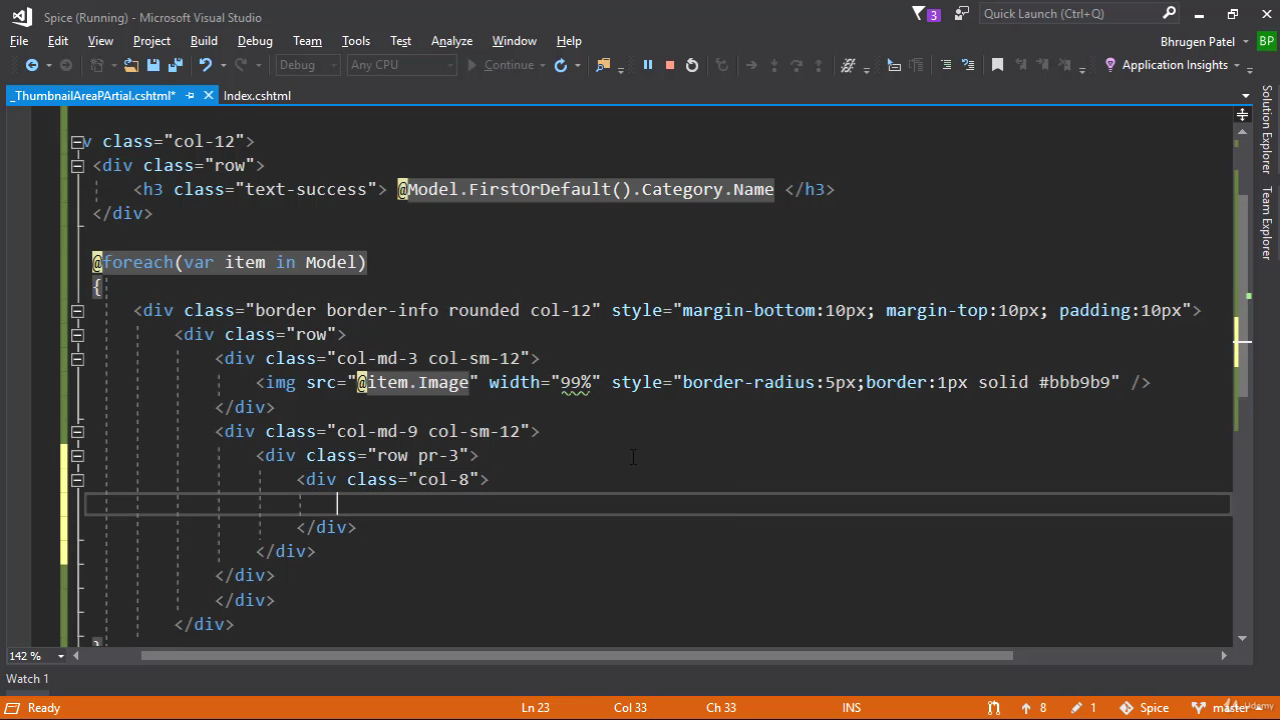 Spice (Running) - Microsoft Visual Studio
3
Quick Launch (Ctrl+Q)
File Edit View Project Build Debug Team Tools Test Analyze Window Help
Bhrugen Patel BP
Debug Any CPU Continue Application Insights
_ThumbnailAreaPArtial.cshtml* Index.cshtml
v class="col-12">
<div class="row">
<h3 class="text-success"> @Model.FirstOrDefault().Category.Name </h3>
</div>
@foreach(var item in Model)
{
<div class="border border-info rounded col-12" style="margin-bottom:10px; margin-top:10px; padding:10px">
<div class="row">
<div class="col-md-3 col-sm-12">
<img src="@item.Image" width="99%" style="border-radius:5px;border:1px solid #bbb9b9" />
</div>
<div class="col-md-9 col-sm-12">
<div class="row pr-3">
<div class="col-8">
</div>
</div>
</div>
</div>
</div>
}
Solution Explorer
Team Explorer
142 %
Watch 1
Ready Ln 23 Col 33 Ch 33 INS 8 1 Spice master
Udemy